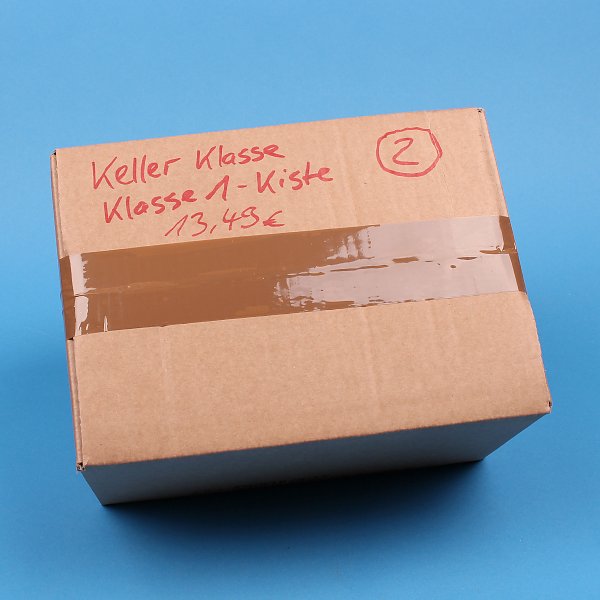 Keller Klasse
Klasse 1-Kiste
13,49€
2